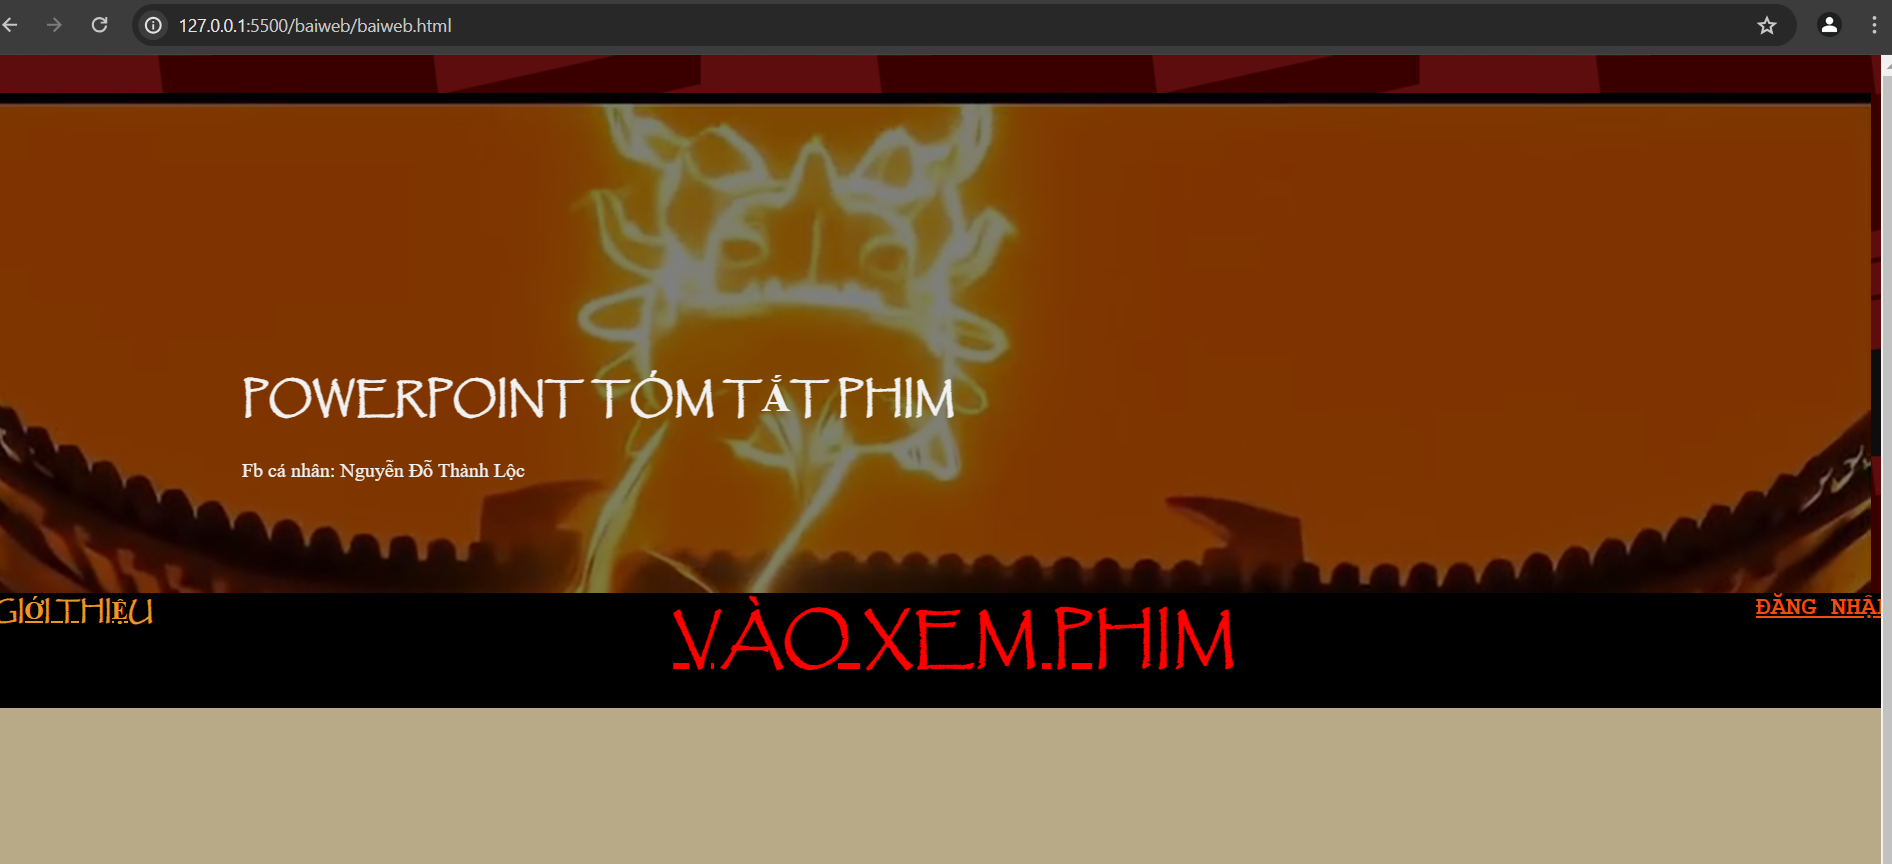 127.0.0.1:5500/baiweb/baiweb.html
POWERPOINT TÓM TẮT PHIM
Fb cá nhân: Nguyễn Đỗ Thành Lộc
GIỚI THIỆU
VÀO XEM PHIM
ĐĂNG NHẬ